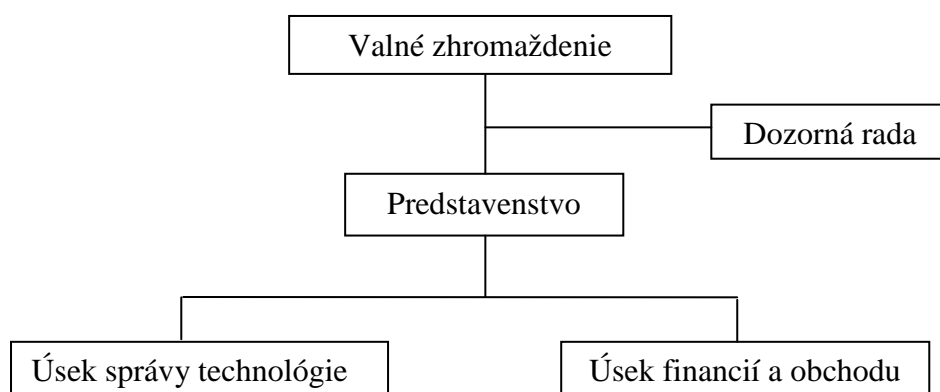 Valné zhromaždenie
Dozorná rada
Predstavenstvo
Úsek správy technológie
Úsek financií a obchodu